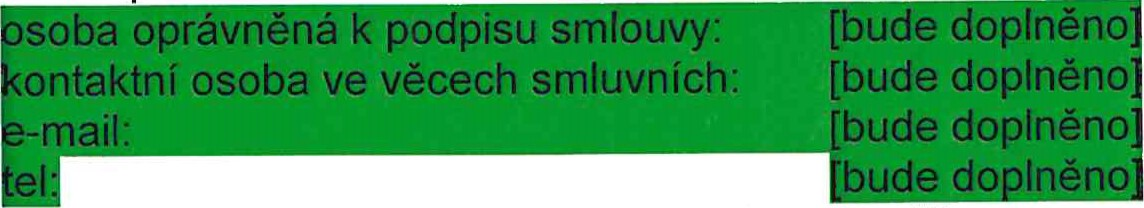 osoba oprávněná k podpisu smlouvy: [bude doplněno]
kontaktní osoba ve věcech smluvních: [bude doplněno]
e-mail: [bude doplněno]
tel: [bude doplněno]